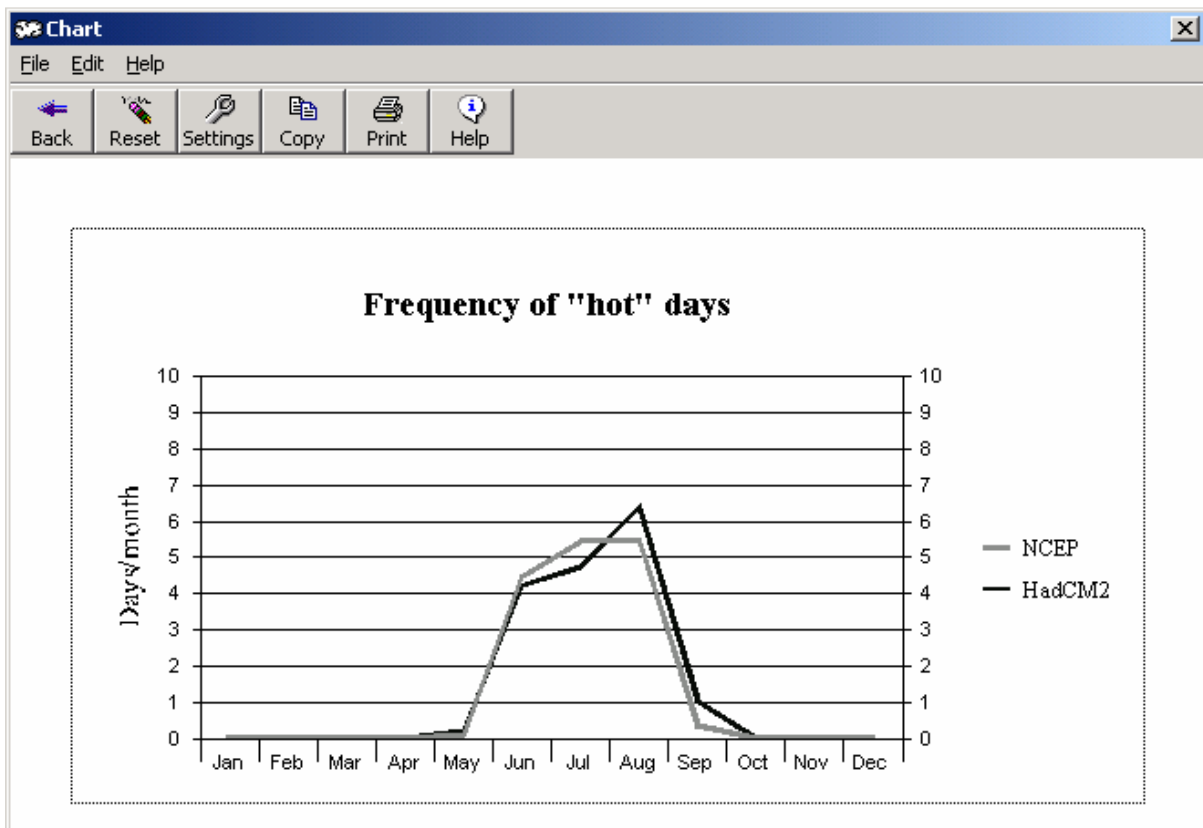 Chart
File Edit Help
Back Reset Settings Copy Print Help
Frequency of "hot" days
Days/month
10 10
9 9
8 8
7 7
6 6
5 5
4 4
3 3
2 2
1 1
0 0
NCEP
HadCM2
Jan Feb Mar Apr May Jun Jul Aug Sep Oct Nov Dec